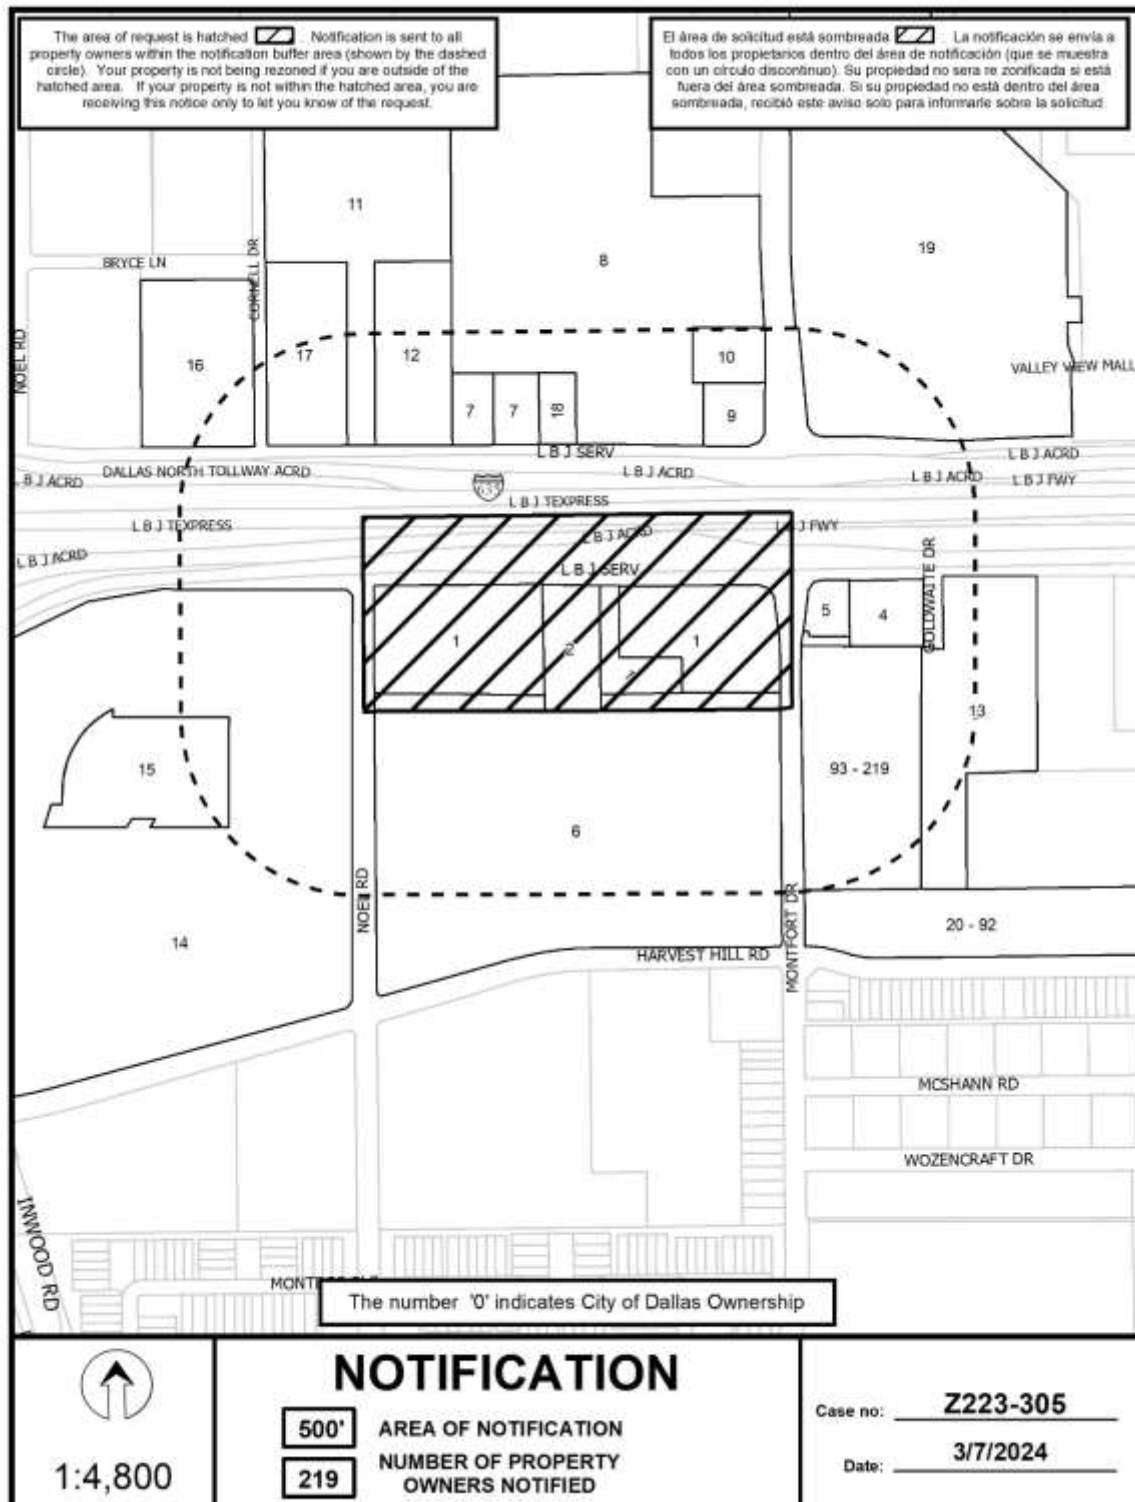 The area of request is hatched . Notification is sent to all
property owners within the notification buffer area (shown by the dashed
circle). Your property is not being rezoned if you are outside of the
hatched area. If your property is not within the hatched area, you are
receiving this notice only to let you know of the request.
El área de solicitud está sombreada . La notificación se envía a
todos los propietarios dentro del área de notificación (que se muestra
con un círculo discontinuo). Su propiedad no sera re zonificada si está
fuera del área sombreada. Si su propiedad no está dentro del área
sombreada, recibió este aviso solo para informarle sobre la solicitud.
11
8
19
BRYCE LN
CORNELL DR
NOEL RD
16
17
12
10
VALLEY VIEW MALL
7
7
18
9
L B J SERV
L B J ACRD
DALLAS NORTH TOLLWAY ACRD
L B J ACRD
L B J ACRD
L B J ACRD
L B J FWY
635
L B J TEXPRESS
L B J TEXPRESS
L B J ACRD
L B J FWY
L B J ACRD
L B J SERV
GOLDWAITE DR
1
2
1
5
4
13
15
93 - 219
6
NOEL RD
MONTFORT DR
14
20 - 92
HARVEST HILL RD
MCSHANN RD
WOZENCRAFT DR
INWOOD RD
The number '0' indicates City of Dallas Ownership
1:4,800
NOTIFICATION
500' AREA OF NOTIFICATION
219 NUMBER OF PROPERTY
OWNERS NOTIFIED
Case no: Z223-305
Date: 3/7/2024